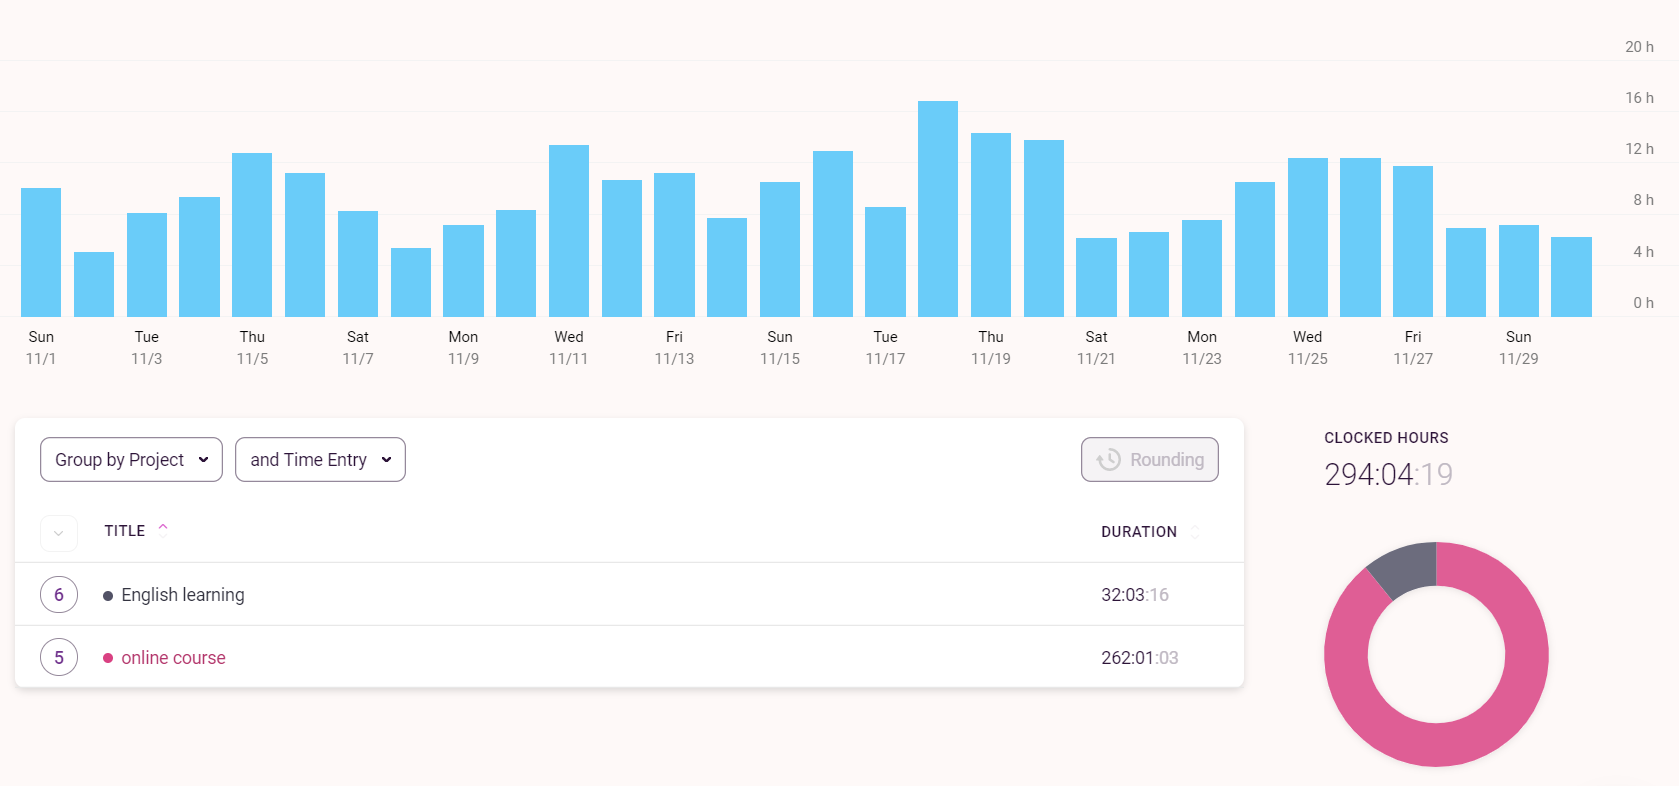 20 h
16 h
12 h
8 h
4 h
0 h
Sun Tue Thu Sat Mon Wed Fri Sun Tue Thu Sat Mon Wed Fri Sun
11/1 11/3 11/5 11/7 11/9 11/11 11/13 11/15 11/17 11/19 11/21 11/23 11/25 11/27 11/29
Group by Project and Time Entry Rounding
CLOCKED HOURS
294:04:19
TITLE DURATION
6 English learning 32:03:16
5 online course 262:01:03